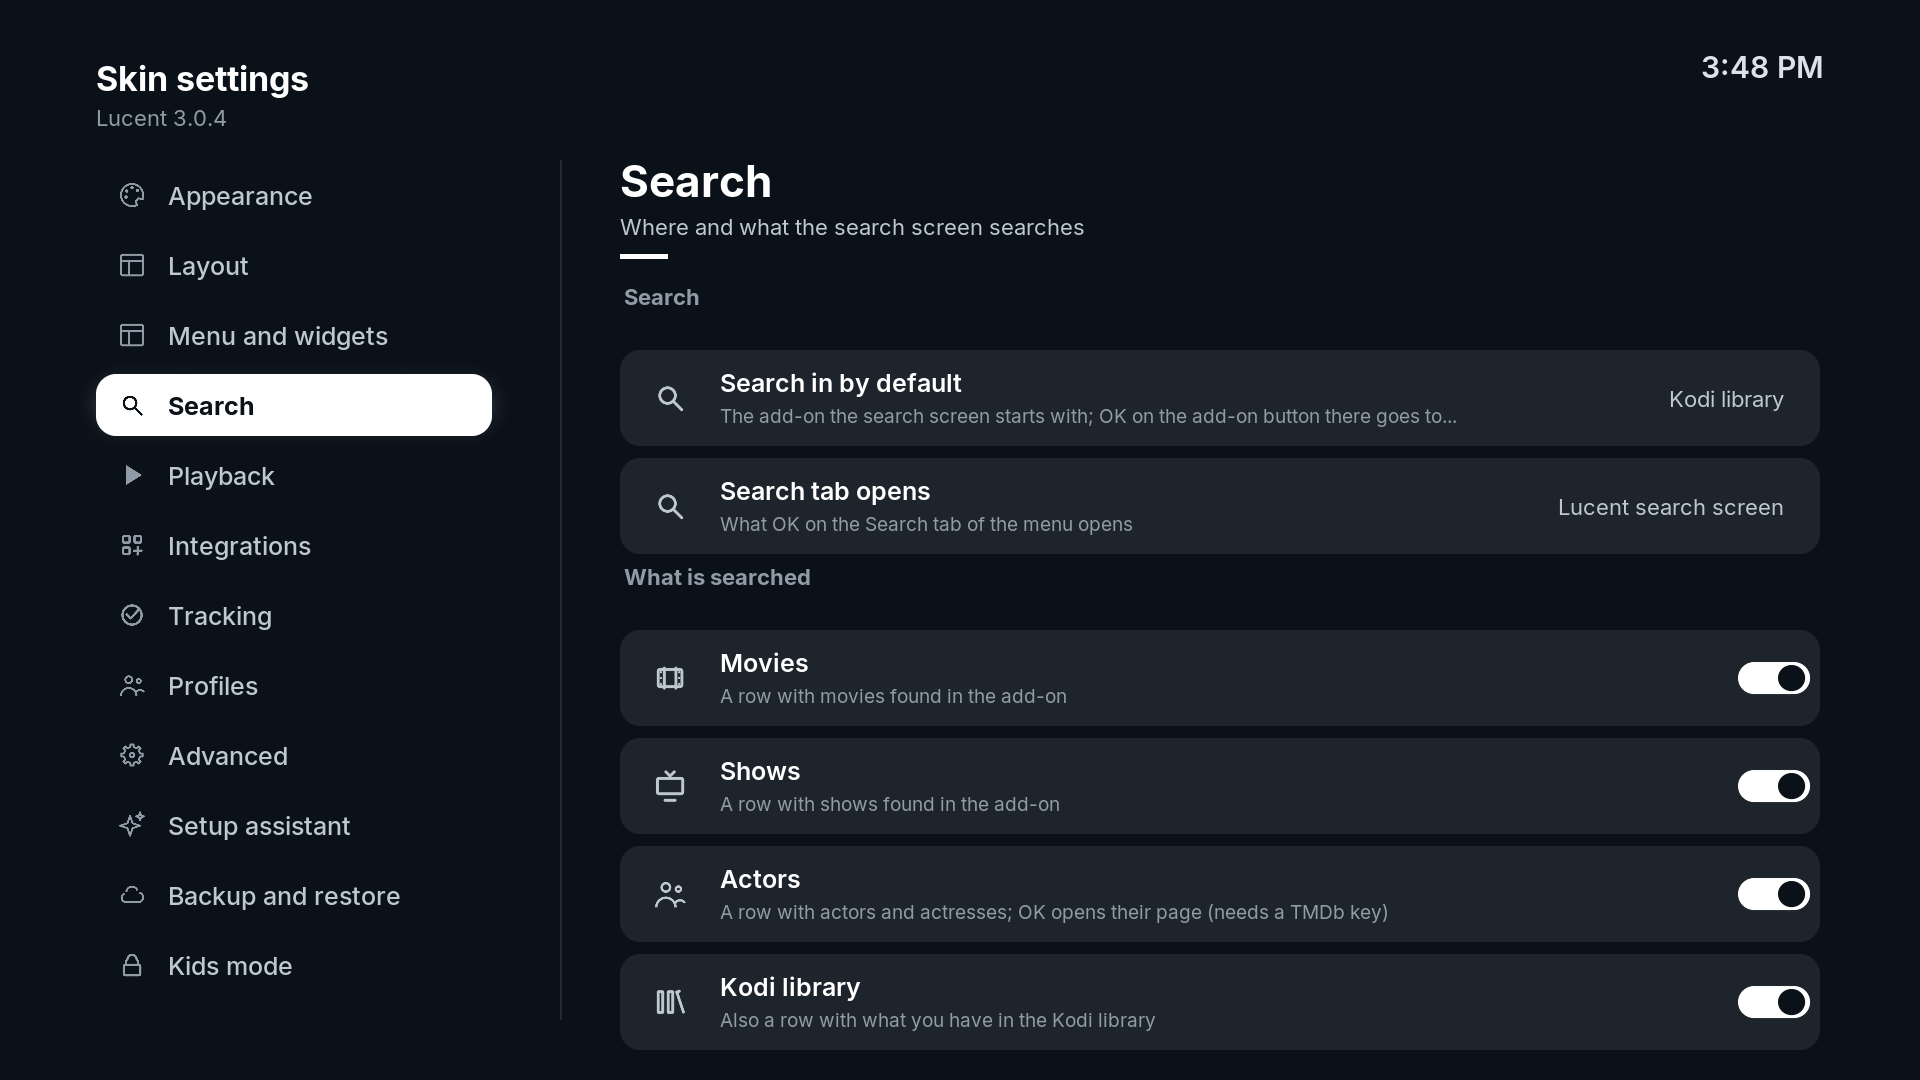 Skin settings
Lucent 3.0.4
3:48 PM
Appearance
Layout
Menu and widgets
Search
Playback
Integrations
Tracking
Profiles
Advanced
Setup assistant
Backup and restore
Kids mode
Search
Where and what the search screen searches
Search
Search in by default
The add-on the search screen starts with; OK on the add-on button there goes to...
Kodi library
Search tab opens
What OK on the Search tab of the menu opens
Lucent search screen
What is searched
Movies
A row with movies found in the add-on
Shows
A row with shows found in the add-on
Actors
A row with actors and actresses; OK opens their page (needs a TMDb key)
Kodi library
Also a row with what you have in the Kodi library